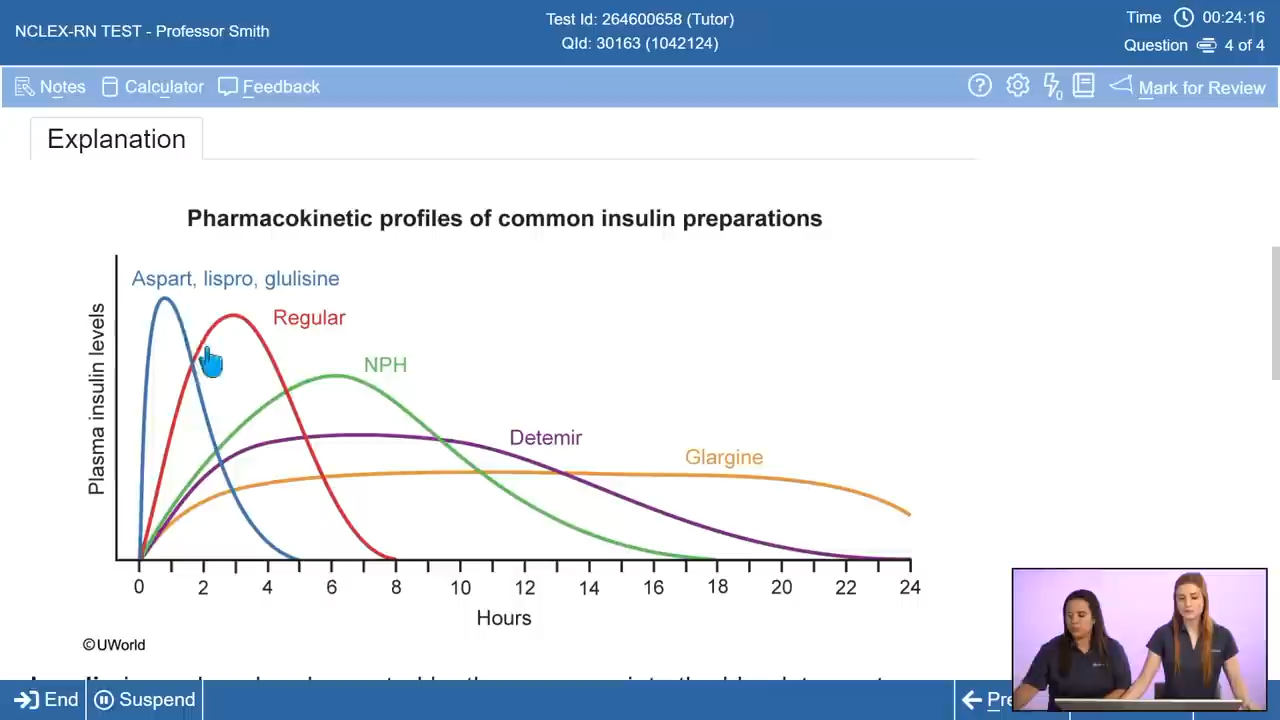 NCLEX-RN TEST - Professor Smith
Test Id: 264600658 (Tutor)
QId: 30163 (1042124)
Time 00:24:16
Question 4 of 4
Notes Calculator Feedback
Mark for Review
Explanation
Pharmacokinetic profiles of common insulin preparations
Aspart, lispro, glulisine
Regular
NPH
Detemir
Glargine
Plasma insulin levels
0 2 4 6 8 10 12 14 16 18 20 22 24
Hours
©UWorld
End Suspend